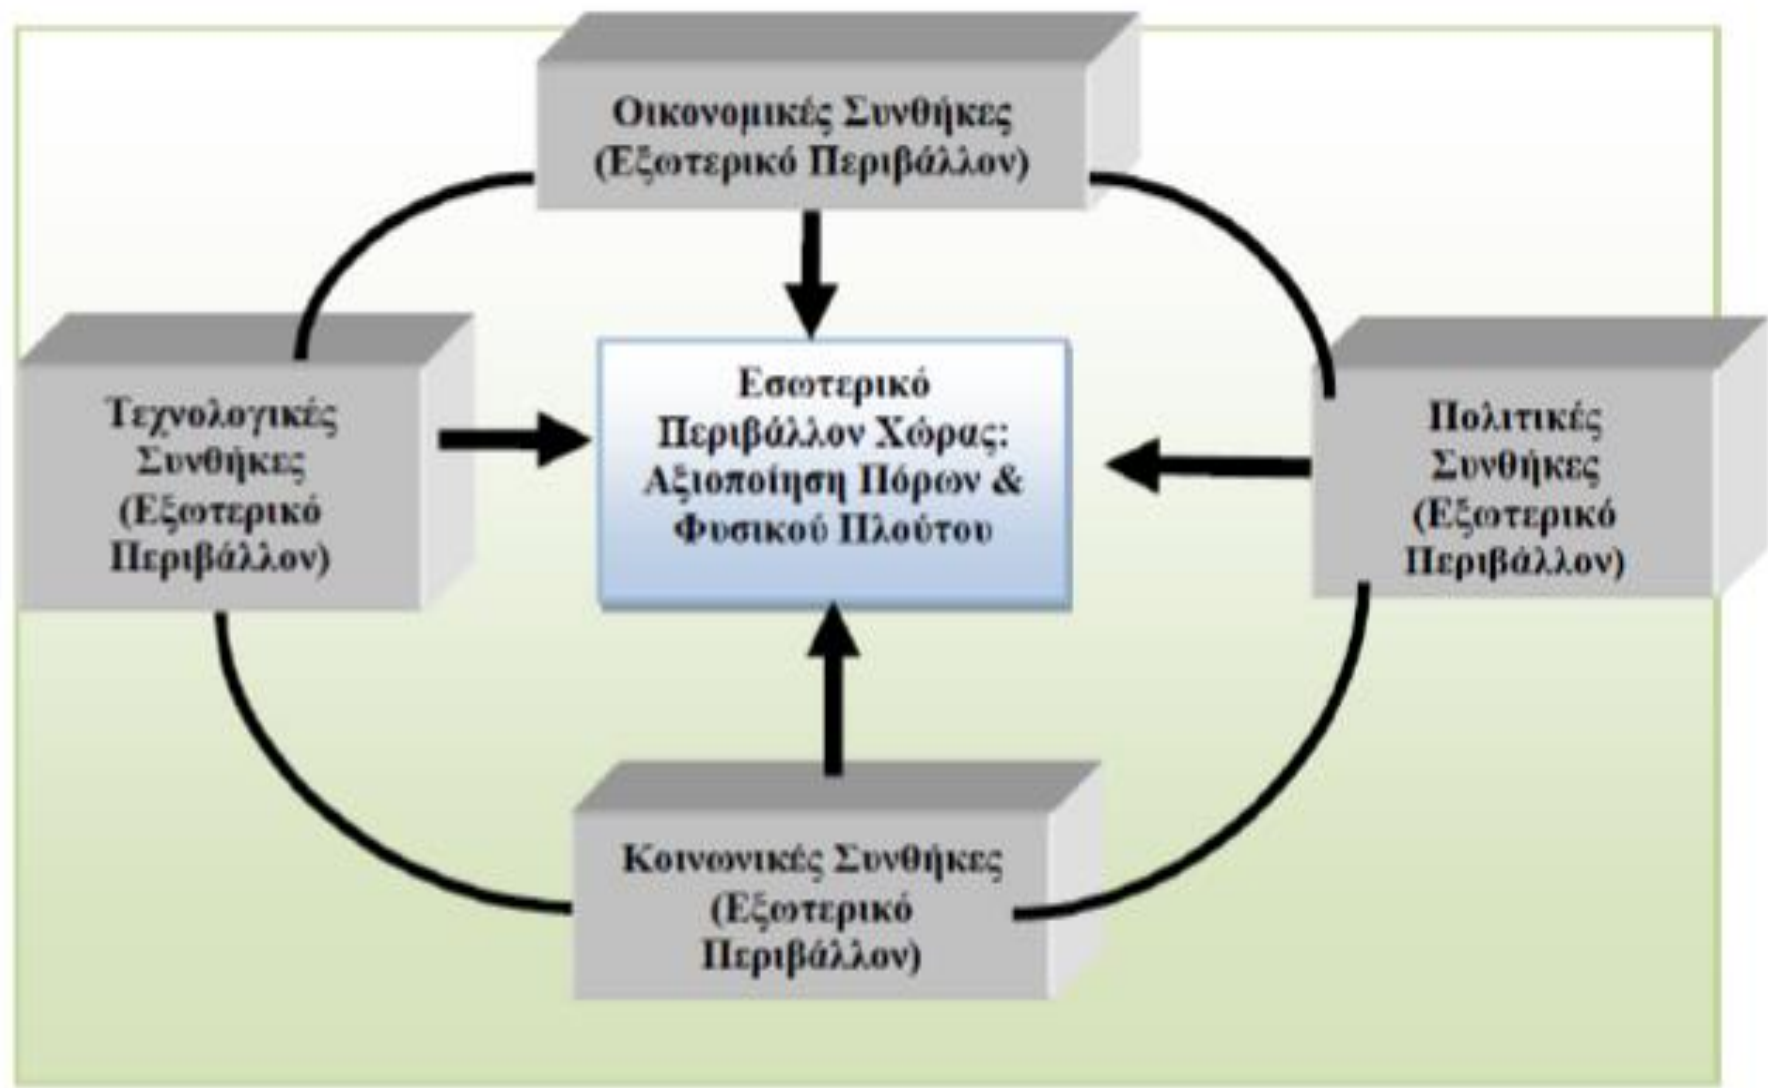 Οικονομικές Συνθήκες
(Εξωτερικό Περιβάλλον)
Τεχνολογικές
Συνθήκες
(Εξωτερικό
Περιβάλλον)
Εσωτερικό
Περιβάλλον Χώρας:
Αξιοποίηση Πόρων &
Φυσικού Πλούτου
Πολιτικές
Συνθήκες
(Εξωτερικό
Περιβάλλον)
Κοινωνικές Συνθήκες
(Εξωτερικό
Περιβάλλον)